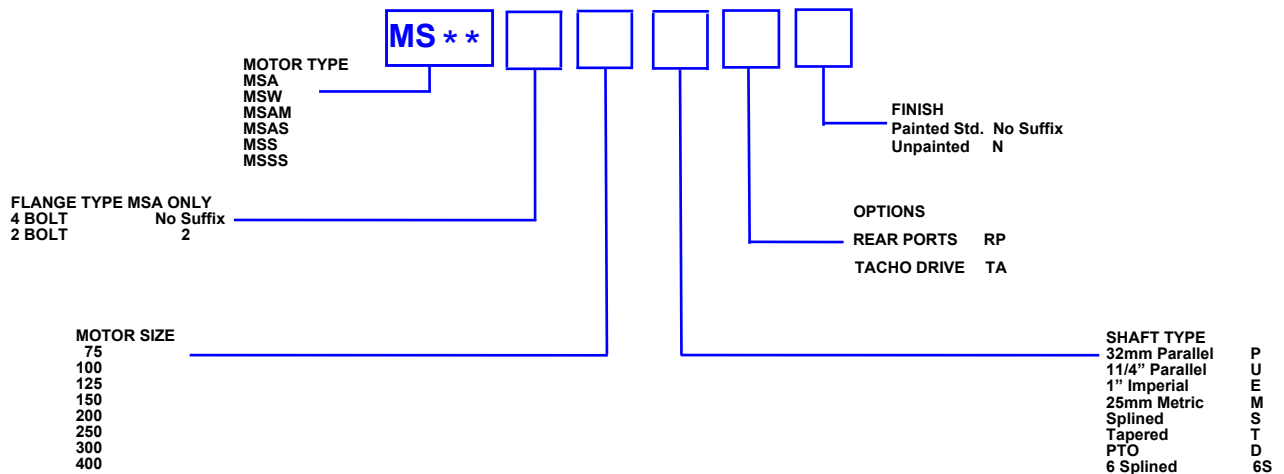 MS**
MOTOR TYPE
MSA
MSW
MSAM
MSAS
MSS
MSSS
FINISH
Painted Std. No Suffix
Unpainted N
FLANGE TYPE MSA ONLY
4 BOLT No Suffix
2 BOLT 2
OPTIONS
REAR PORTS RP
TACHO DRIVE TA
MOTOR SIZE
75
100
125
150
200
250
300
400
SHAFT TYPE
32mm Parallel P
11/4” Parallel U
1” Imperial E
25mm Metric M
Splined S
Tapered T
PTO D
6 Splined 6S